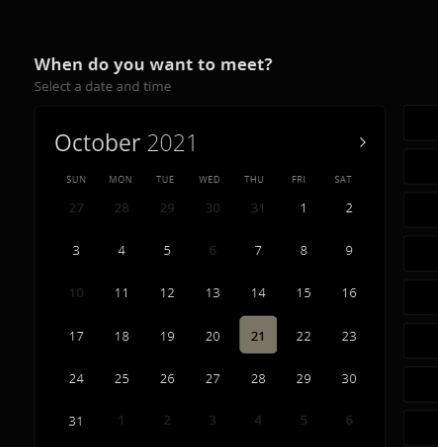 When do you want to meet?
Select a date and time
October 2021 >
SUN MON TUE WED THU FRI SAT
27 28 29 30 31 1 2
3 4 5 6 7 8 9
10 11 12 13 14 15 16
17 18 19 20 21 22 23
24 25 26 27 28 29 30
31 1 2 3 4 5 6